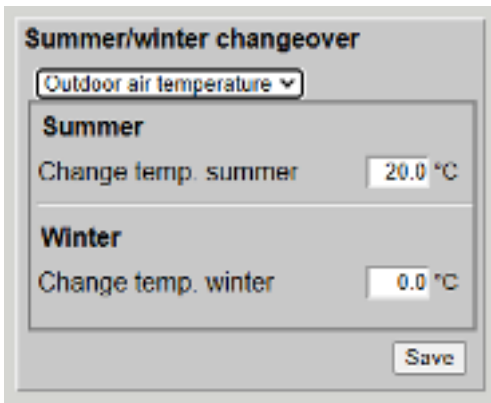 Summer/winter changeover
Outdoor air temperature
Summer
Change temp. summer 20.0 °C
Winter
Change temp. winter 0.0 °C
Save